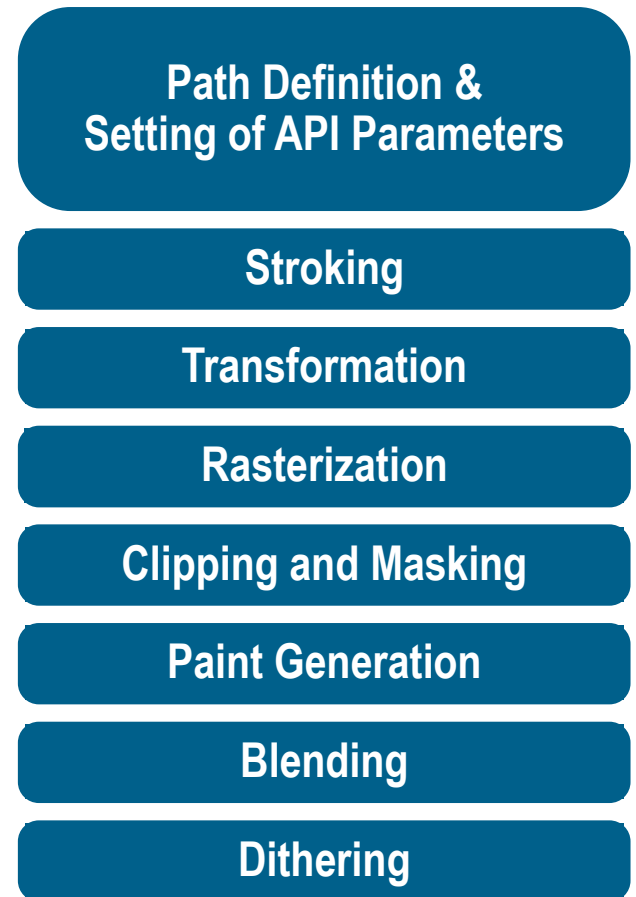 Path Definition &
Setting of API Parameters
Stroking
Transformation
Rasterization
Clipping and Masking
Paint Generation
Blending
Dithering